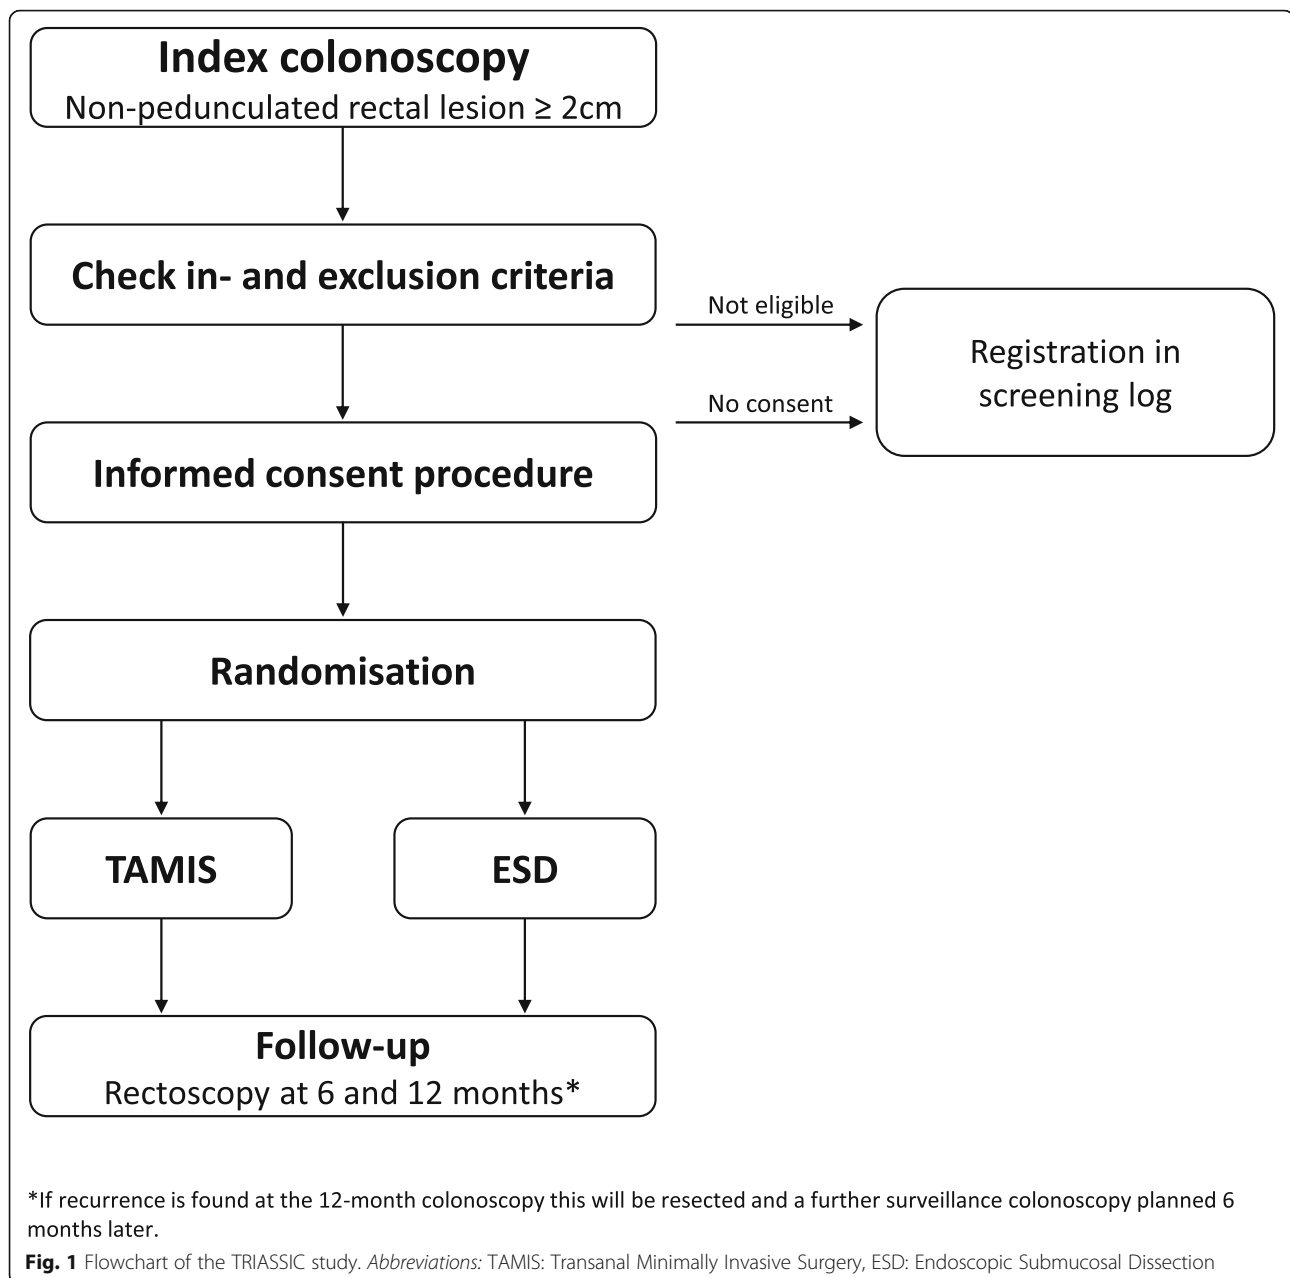 Index colonoscopy
Non-pedunculated rectal lesion ≥ 2cm
Check in- and exclusion criteria
Not eligible
Registration in
screening log
No consent
Informed consent procedure
Randomisation
TAMIS
ESD
Follow-up
Rectoscopy at 6 and 12 months*
*If recurrence is found at the 12-month colonoscopy this will be resected and a further surveillance colonoscopy planned 6
months later.
Fig. 1 Flowchart of the TRIASSIC study. Abbreviations: TAMIS: Transanal Minimally Invasive Surgery, ESD: Endoscopic Submucosal Dissection